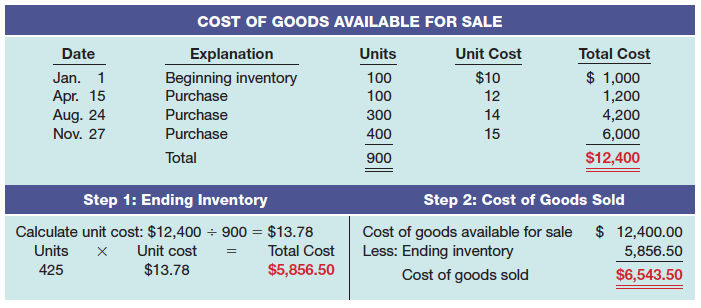 COST OF GOODS AVAILABLE FOR SALE
Date Explanation Units Unit Cost Total Cost
Jan. 1 Beginning inventory 100 $10 $ 1,000
Apr. 15 Purchase 100 12 1,200
Aug. 24 Purchase 300 14 4,200
Nov. 27 Purchase 400 15 6,000
Total 900 $12,400
Step 1: Ending Inventory
Calculate unit cost: $12,400 ÷ 900 = $13.78
Units × Unit cost = Total Cost
425 $13.78 $5,856.50
Step 2: Cost of Goods Sold
Cost of goods available for sale $ 12,400.00
Less: Ending inventory 5,856.50
Cost of goods sold $6,543.50